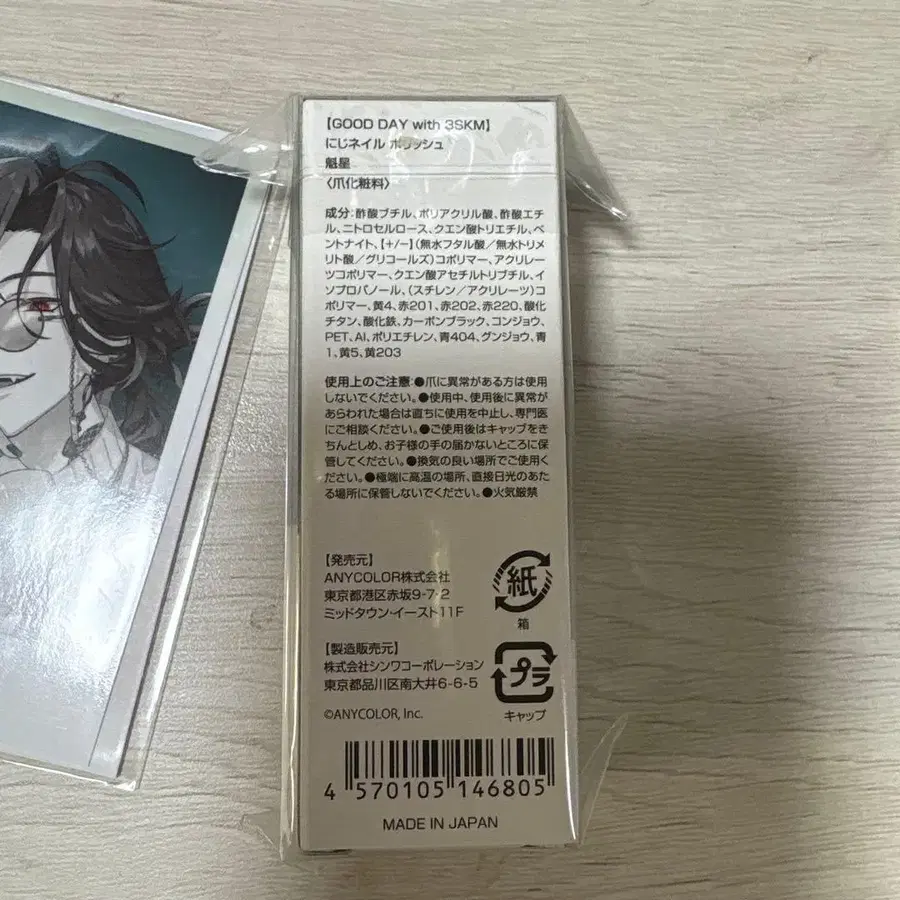 【GOOD DAY with 3SKM】
にじネイル ポリッシュ
魁星
〈爪化粧料〉
成分:酢酸ブチル、ポリアクリル酸、酢酸エチ
ル、ニトロセルロース、クエン酸トリエチル、ベ
ントナイト、【+/-】(無水フタル酸/無水トリメ
リト酸/グリコールズ)コポリマー、アクリレー
ツコポリマー、クエン酸アセチルトリブチル、イ
ソプロパノール、(スチレン/アクリレーツ)コ
ポリマー、黄4、赤201、赤202、赤220、酸化
チタン、酸化鉄、カーボンブラック、コンジョウ、
PET、Al、ポリエチレン、青404、グンジョウ、青
1、黄5、黄203
使用上のご注意:●爪に異常がある方は使用
しないでください。●使用中、使用後に異常が
あらわれた場合は直ちに使用を中止し、専門医
にご相談ください。●ご使用後はキャップをき
ちんとしめ、お子様の手の届かないところに保
管してください。●換気の良い場所でご使用く
ださい。●極端に高温の場所、直接日光のあた
る場所に保管しないでください。●火気厳禁
【発売元】
ANYCOLOR株式会社
東京都港区赤坂9-7-2
ミッドタウン・イースト11F
紙
箱
【製造販売元】
株式会社シンワコーポレーション
東京都品川区南大井6-6-5
プラ
キャップ
©ANYCOLOR, Inc.
4 570105 146805
MADE IN JAPAN